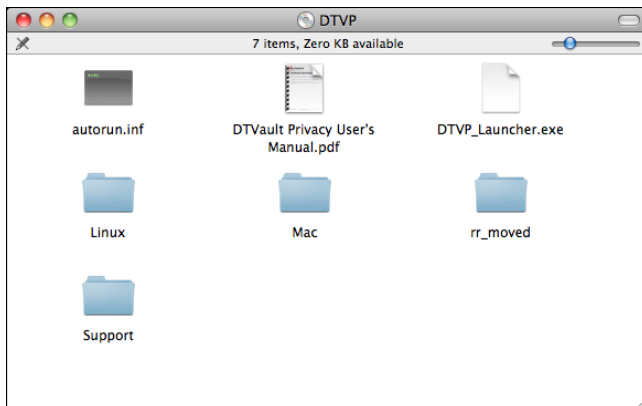 DTVP
7 items, Zero KB available
autorun.inf
DTVault Privacy User's
Manual.pdf
DTVP_Launcher.exe
Linux
Mac
rr_moved
Support